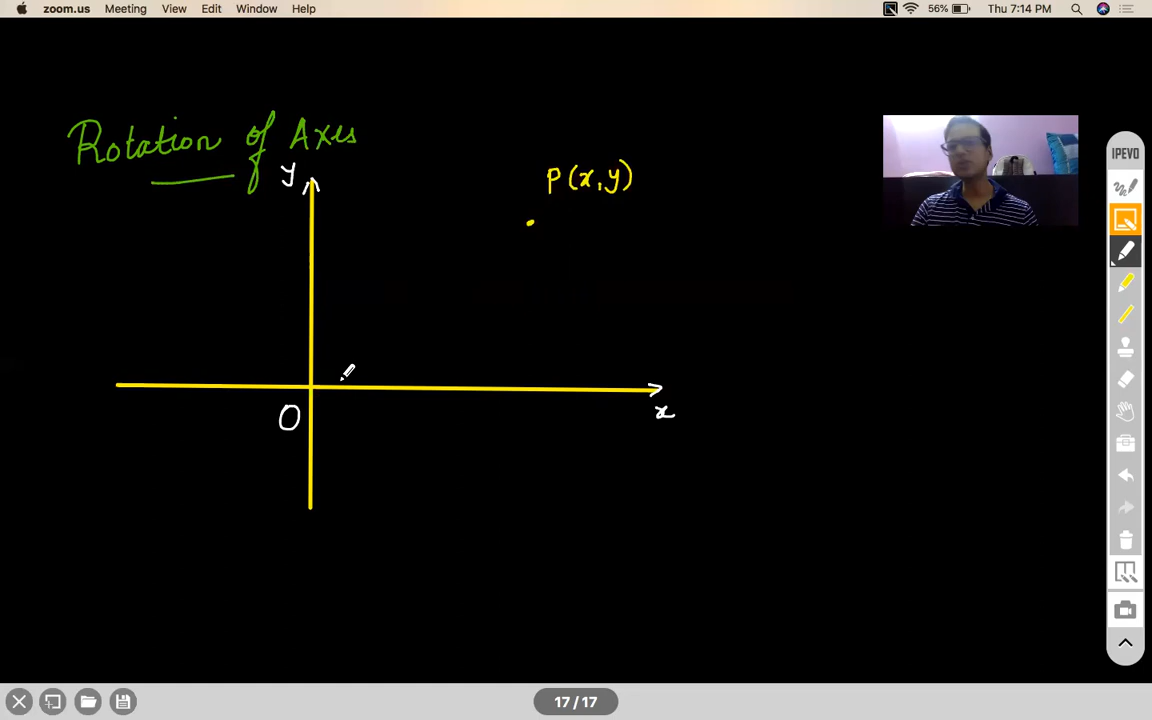 zoom.us Meeting View Edit Window Help 56% Thu 7:14 PM
Rotation of Axes
y
P(x,y)
IPEVO
x
O
17/17